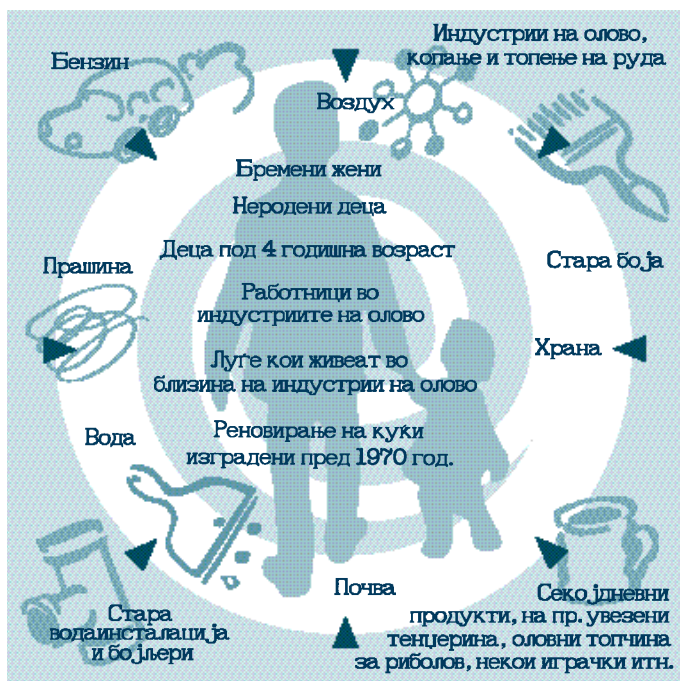 Бензин
Индустрии на олово,
копање и топење на руда
Воздух
Бремени жени
Неродени деца
Деца под 4 годишна возраст
Прашина
Стара боја
Работници во
индустриите на олово
Храна
Луѓе кои живеат во
близина на индустрии на олово
Вода
Реновирање на куќи
изградени пред 1970 год.
Почва
Стара
водаинсталација
и бојлјери
Секојдневни
продукти, на пр. увезени
тенџерина, оловни топчина
за риболов, некои играчки итн.